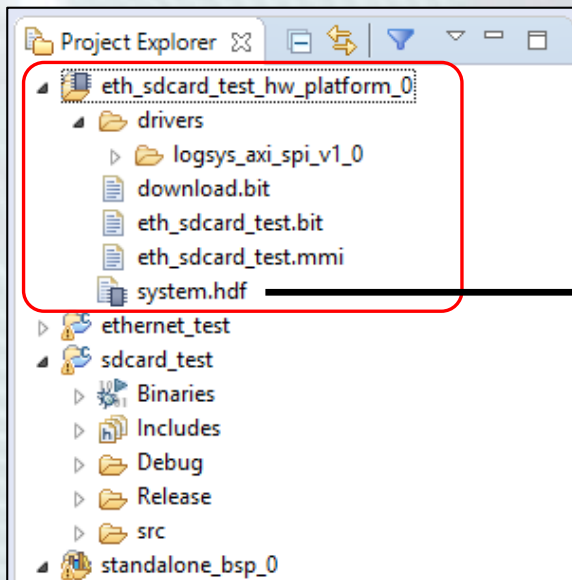 Project Explorer
eth_sdcard_test_hw_platform_0
drivers
logsys_axi_spi_v1_0
download.bit
eth_sdcard_test.bit
eth_sdcard_test.mmi
system.hdf
ethernet_test
sdcard_test
Binaries
Includes
Debug
Release
src
standalone_bsp_0